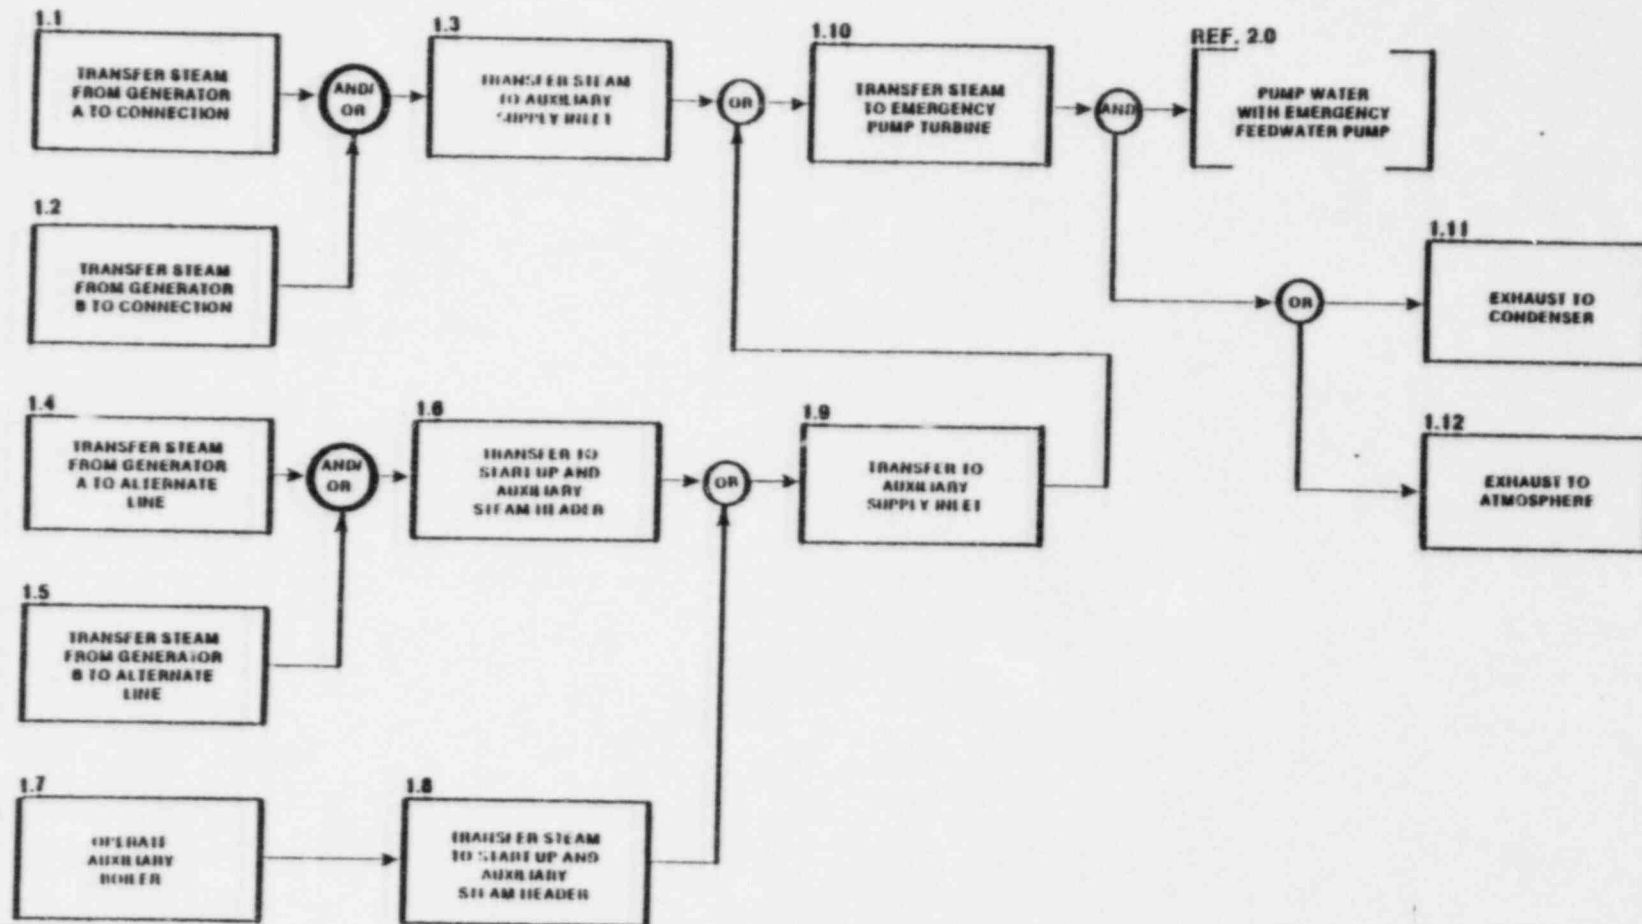 1.1
TRANSFER STEAM
FROM GENERATOR
A TO CONNECTION
AND/
OR
1.3
TRANSFER STEAM
TO AUXILIARY
SUPPLY INLET
OR
1.10
TRANSFER STEAM
TO EMERGENCY
PUMP TURBINE
AND
REF. 2.0
PUMP WATER
WITH EMERGENCY
FEEDWATER PUMP
1.2
TRANSFER STEAM
FROM GENERATOR
B TO CONNECTION
OR
1.11
EXHAUST TO
CONDENSER
1.4
TRANSFER STEAM
FROM GENERATOR
A TO ALTERNATE
LINE
AND/
OR
1.6
TRANSFER TO
START UP AND
AUXILIARY
STEAM HEADER
OR
1.9
TRANSFER TO
AUXILIARY
SUPPLY INLET
1.12
EXHAUST TO
ATMOSPHERE
1.5
TRANSFER STEAM
FROM GENERATOR
B TO ALTERNATE
LINE
1.7
OPERATE
AUXILIARY
BOILER
1.8
TRANSFER STEAM
TO START UP AND
AUXILIARY
STEAM HEADER